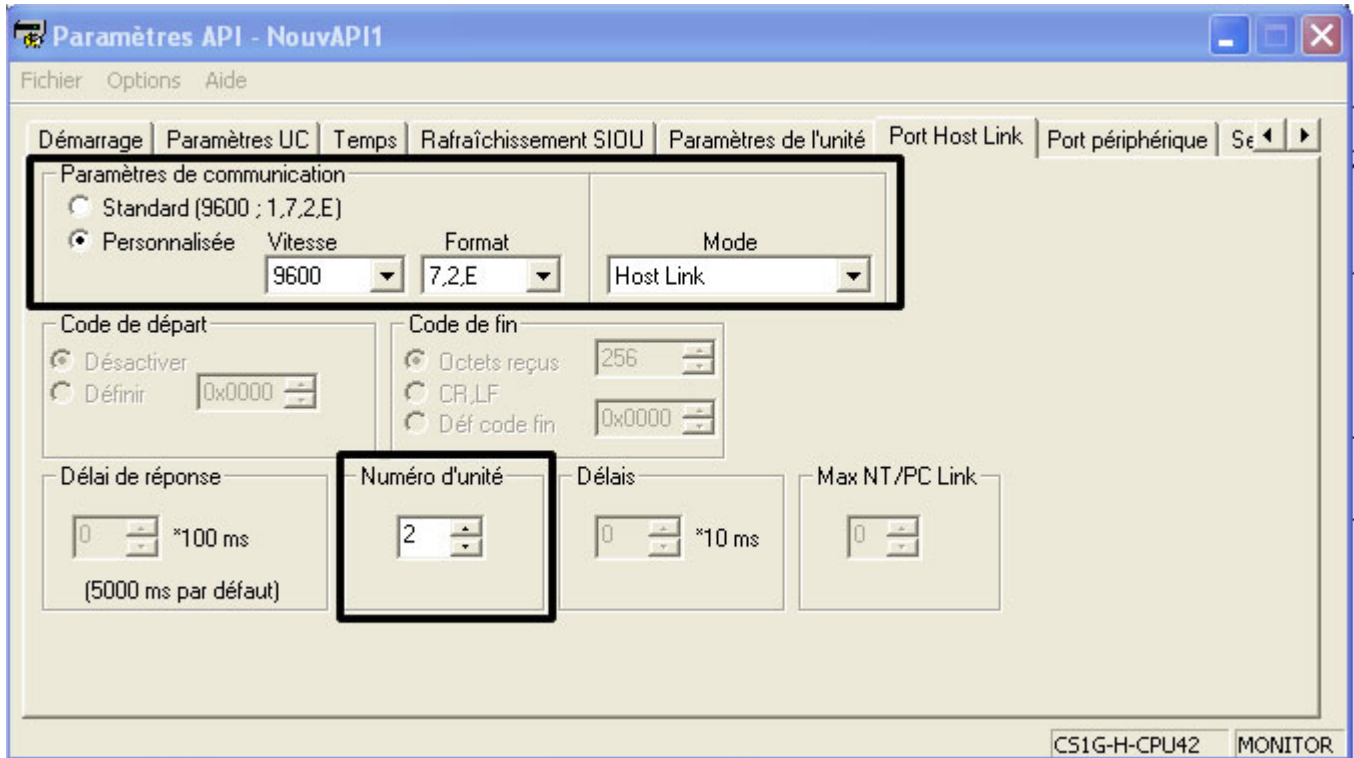 Paramètres API - NouvAPI1
Fichier Options Aide
Démarrage Paramètres UC Temps Rafraîchissement SIOU Paramètres de l'unité Port Host Link Port périphérique Se
Paramètres de communication
Standard (9600 ; 1,7,2,E)
Personnalisée Vitesse Format Mode
9600 7,2,E Host Link
Code de départ Code de fin
Désactiver Octets reçus 256
Définir 0x0000 CR,LF
Déf code fin 0x0000
Délai de réponse Numéro d'unité Délais Max NT/PC Link
0 *100 ms 2 0 *10 ms 0
(5000 ms par défaut)
CS1G-H-CPU42 MONITOR